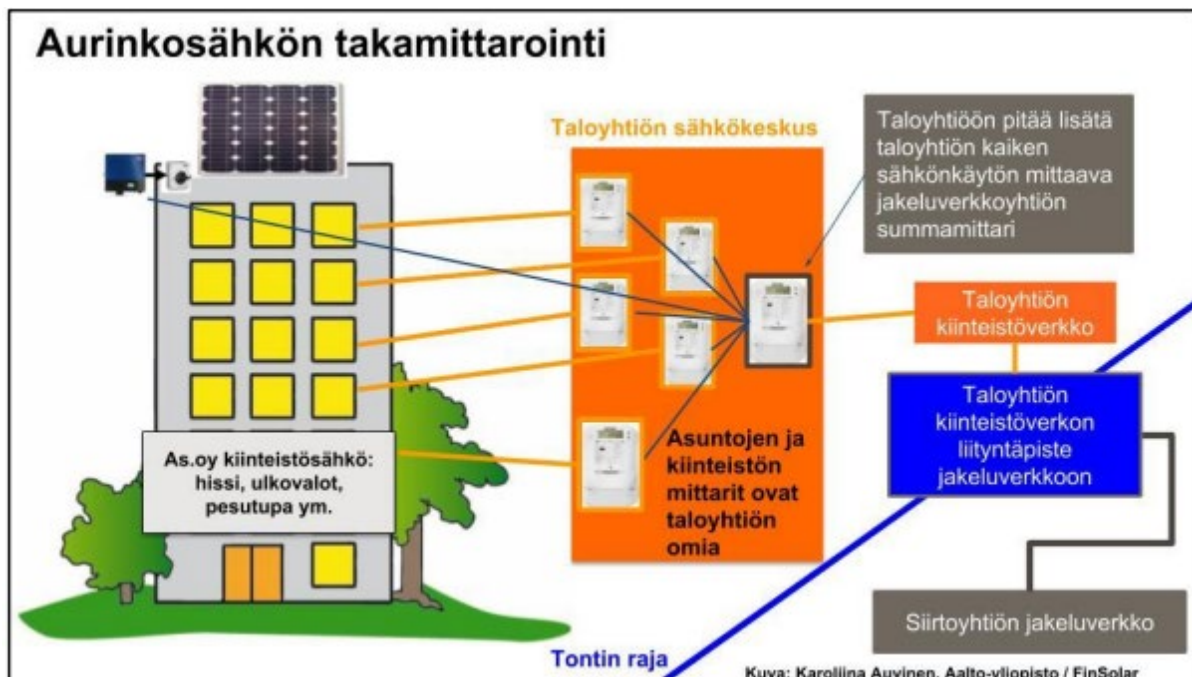 Aurinkosähkön takamittarointi
Taloyhtiön sähkökeskus
Taloyhtiöön pitää lisätä
taloyhtiön kaiken
sähkönkäytön mittaava
jakeluverkkoyhtiön
summamittari
Taloyhtiön
kiinteistöverkko
Taloyhtiön
kiinteistöverkon
liityntäpiste
jakeluverkkoon
As.oy kiinteistösähkö:
hissi, ulkovalot,
pesutupa ym.
Asuntojen ja
kiinteistön
mittarit ovat
taloyhtiön
omia
Siirtoyhtiön jakeluverkko
Tontin raja
Kuva: Karoliina Auvinen, Aalto-yliopisto / FinSolar